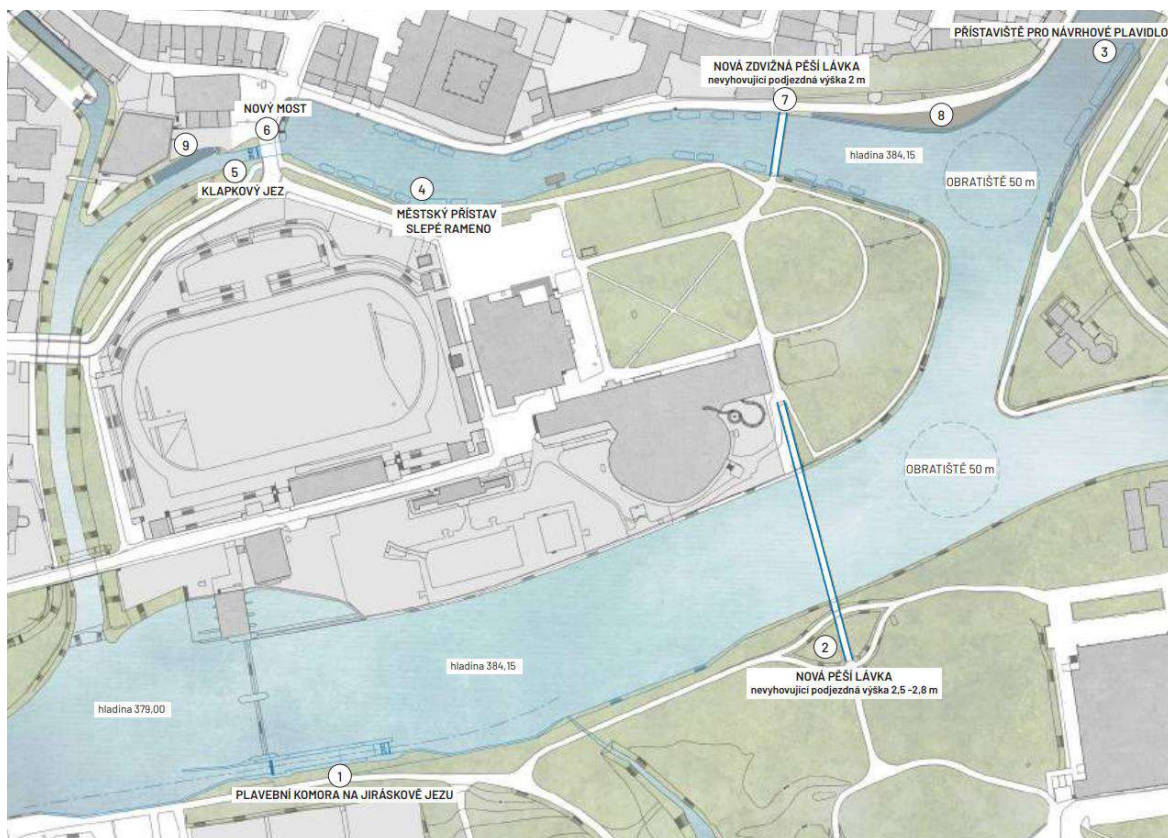 PŘÍSTAVIŠTĚ PRO NÁVRHOVÉ PLAVIDLO
3
NOVÁ ZDVIŽNÁ PĚŠÍ LÁVKA
nevyhovující podjezdná výška 2 m
7
8
NOVÝ MOST
6
9
5
KLAPKOVÝ JEZ
hladina 384,15
OBRATIŠTĚ 50 m
4
MĚSTSKÝ PŘÍSTAV
SLEPÉ RAMENO
OBRATIŠTĚ 50 m
2
NOVÁ PĚŠÍ LÁVKA
nevyhovující podjezdná výška 2,5 -2,8 m
hladina 384,15
hladina 379,00
1
PLAVEBNÍ KOMORA NA JIRÁSKOVĚ JEZU